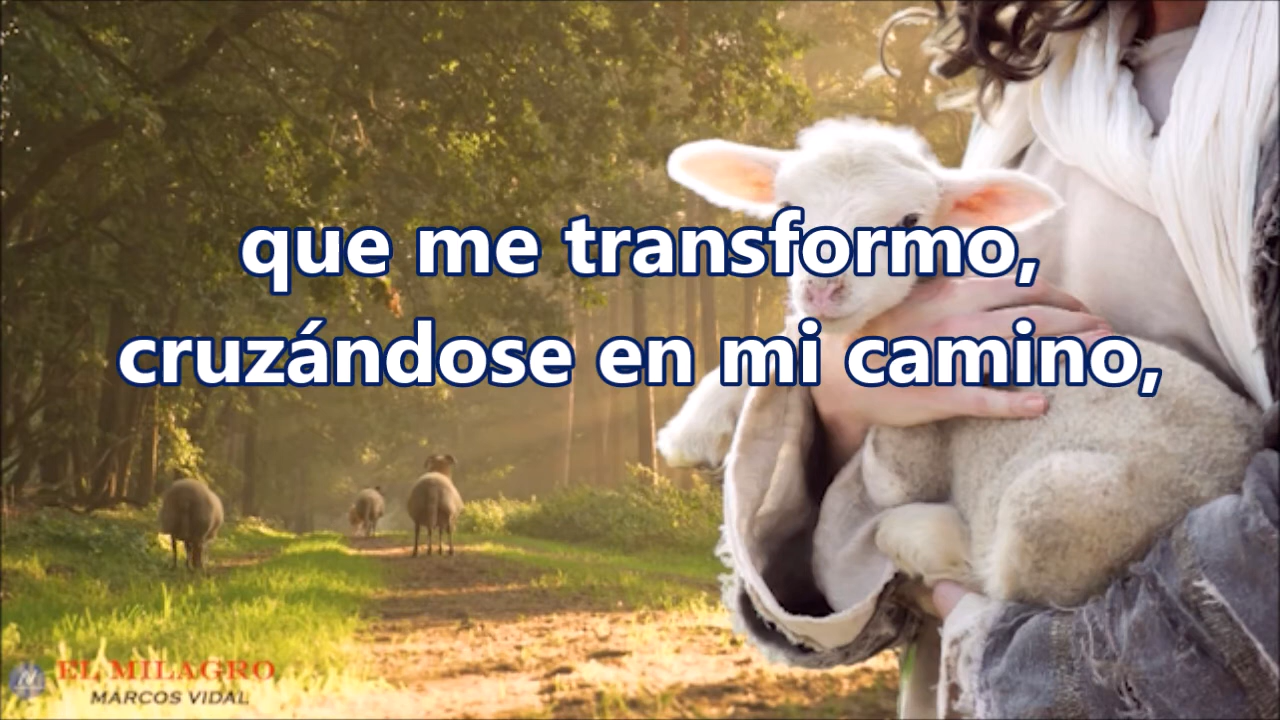 que me transformo,
cruzándose en mi camino,
EL MILAGRO
MARCOS VIDAL